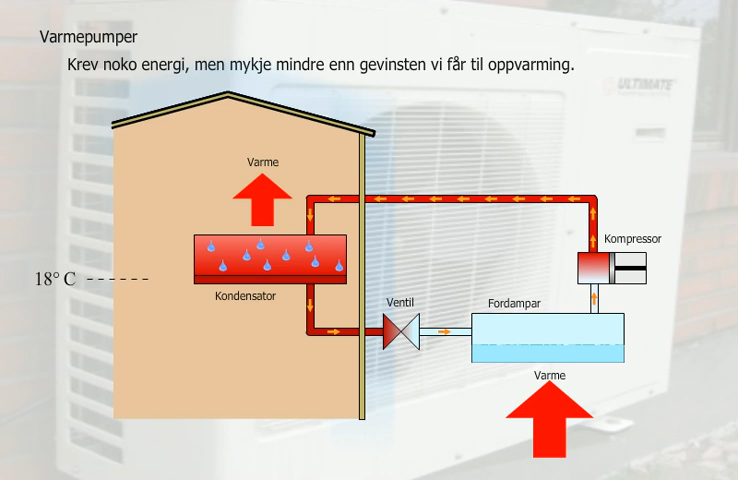 Varmepumper
Krev noko energi, men mykje mindre enn gevinsten vi får til oppvarming.
ULTIMATE
Varme
Kompressor
18° C
Kondensator
Ventil
Fordampar
Varme